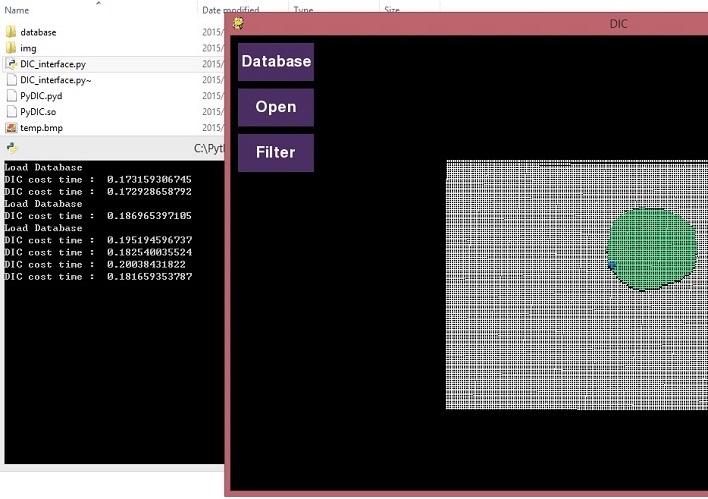 Name
Date modified
Type
Size
database
2015/
img
2015/
DIC_interface.py
2015/
DIC_interface.py~
2015/
PyDIC.pyd
2015/
PyDIC.so
2015/
temp.bmp
2015/
C:\Pyt
Load Database
DIC cost time :  0.173159306745
DIC cost time :  0.172928658792
Load Database
DIC cost time :  0.186965397105
Load Database
DIC cost time :  0.195194596737
DIC cost time :  0.182540035524
DIC cost time :  0.20038431822
DIC cost time :  0.181659353787
DIC
Database
Open
Filter